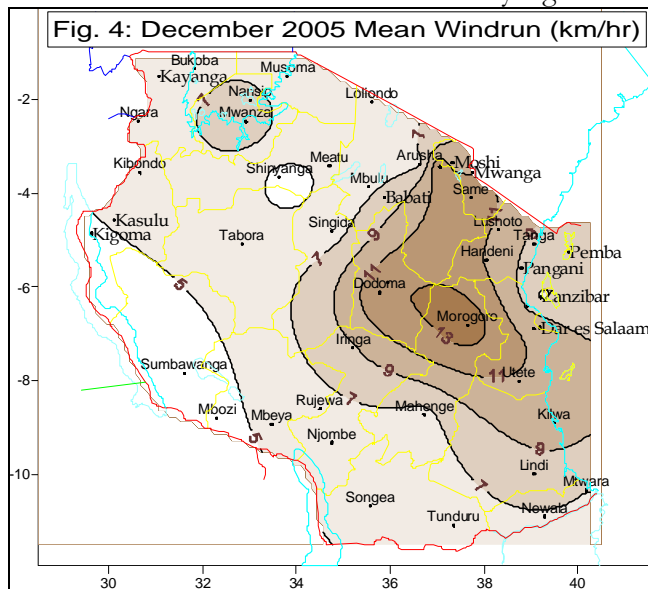 Fig. 4: December 2005 Mean Windrun (km/hr)
Bukoba
Kayanga
Musoma
-2
Nansio
Loliondo
7
Ngara
Mwanza
7
Kibondo
Meatu
Arusha
Moshi
Shinyanga
Mwanga
Mbulu
-4
Babati
Same
11
Kasulu
Singida
9
Lushoto
Kigoma
Tabora
7
Tanga
9
Handeni
Pemba
11
Pangani
5
Dodoma
-6
Zanzibar
Morogoro
13
Dar es Salaam
Iringa
Sumbawanga
9
11
Utete
-8
7
Rujewa
Mahenge
Mbozi
Mbeya
Kilwa
5
Njombe
9
Lindi
-10
7
Mtwara
Songea
Newala
Tunduru
30 32 34 36 38 40